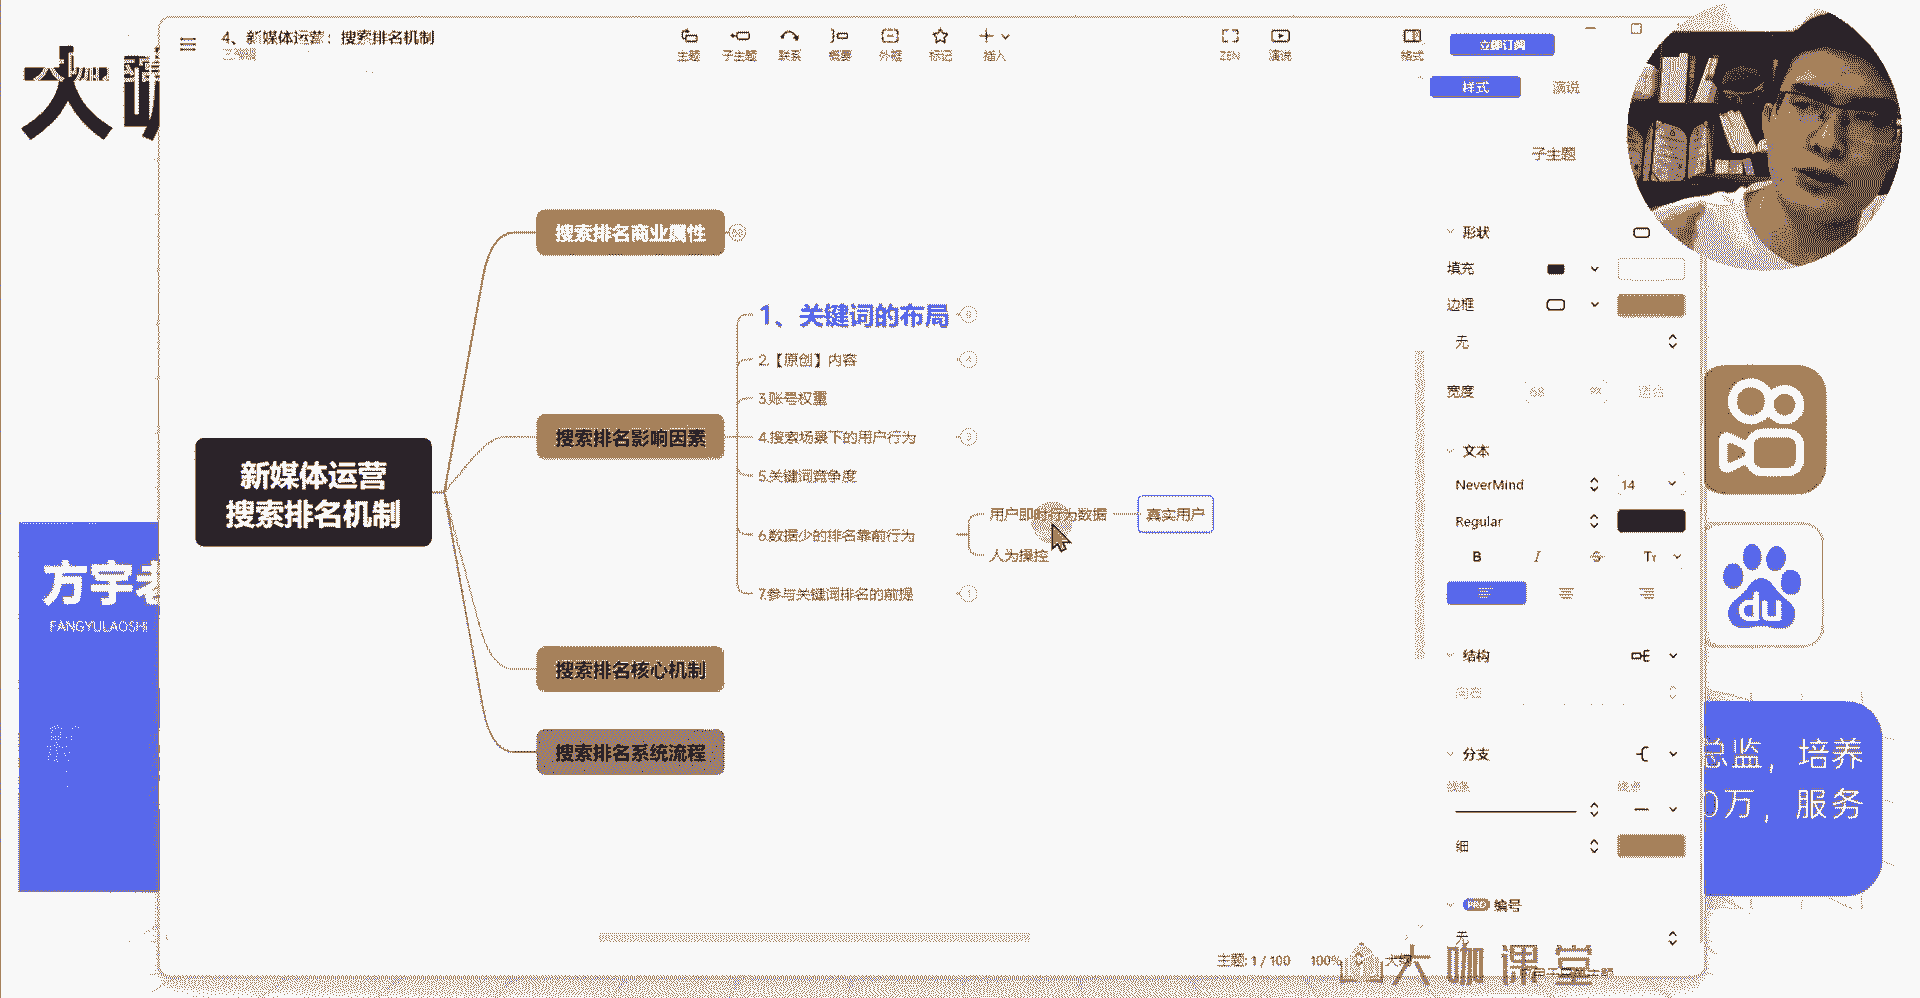 大咖
4、新媒体运营：搜索排名机制
主题 子主题 联系 概要 外框 标记 插入 ZEN 演说 格式
立即订阅
样式 演说
子主题
搜索排名商业属性
形状
填充
边框
无
宽度 68
文本
NeverMind 14
Regular
B I S Tт
结构
分支
细
PRO 编号
无
1、关键词的布局
2.【原创】内容
3.账号权重
4.搜索场景下的用户行为
5.关键词竞争度
6.数据少的排名靠前行为
用户即时行为数据
真实用户
人为操控
7.参与关键词排名的前提
搜索排名影响因素
新媒体运营
搜索排名机制
搜索排名核心机制
搜索排名系统流程
方宇老
FANGYULAOSHI
du
总监，培养
0万，服务
主题: 1 / 100 100%
大咖课堂